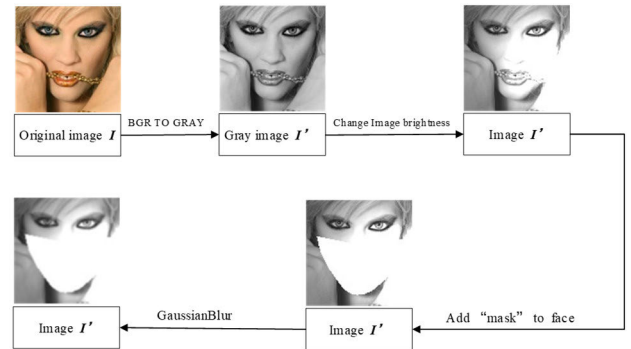 BGR TO GRAY
Change Image brightness
Original image I
Gray image I’
Image I’
GaussianBlur
Add “mask” to face
Image I’
Image I’